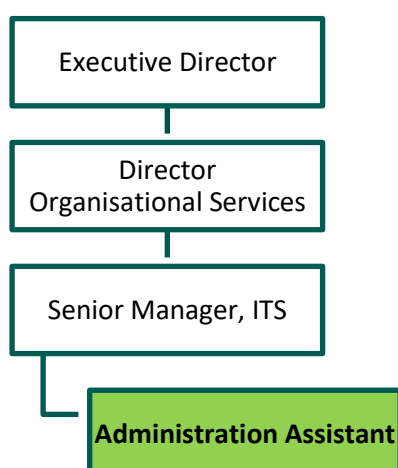 Executive Director
Director
Organisational Services
Senior Manager, ITS
Administration Assistant